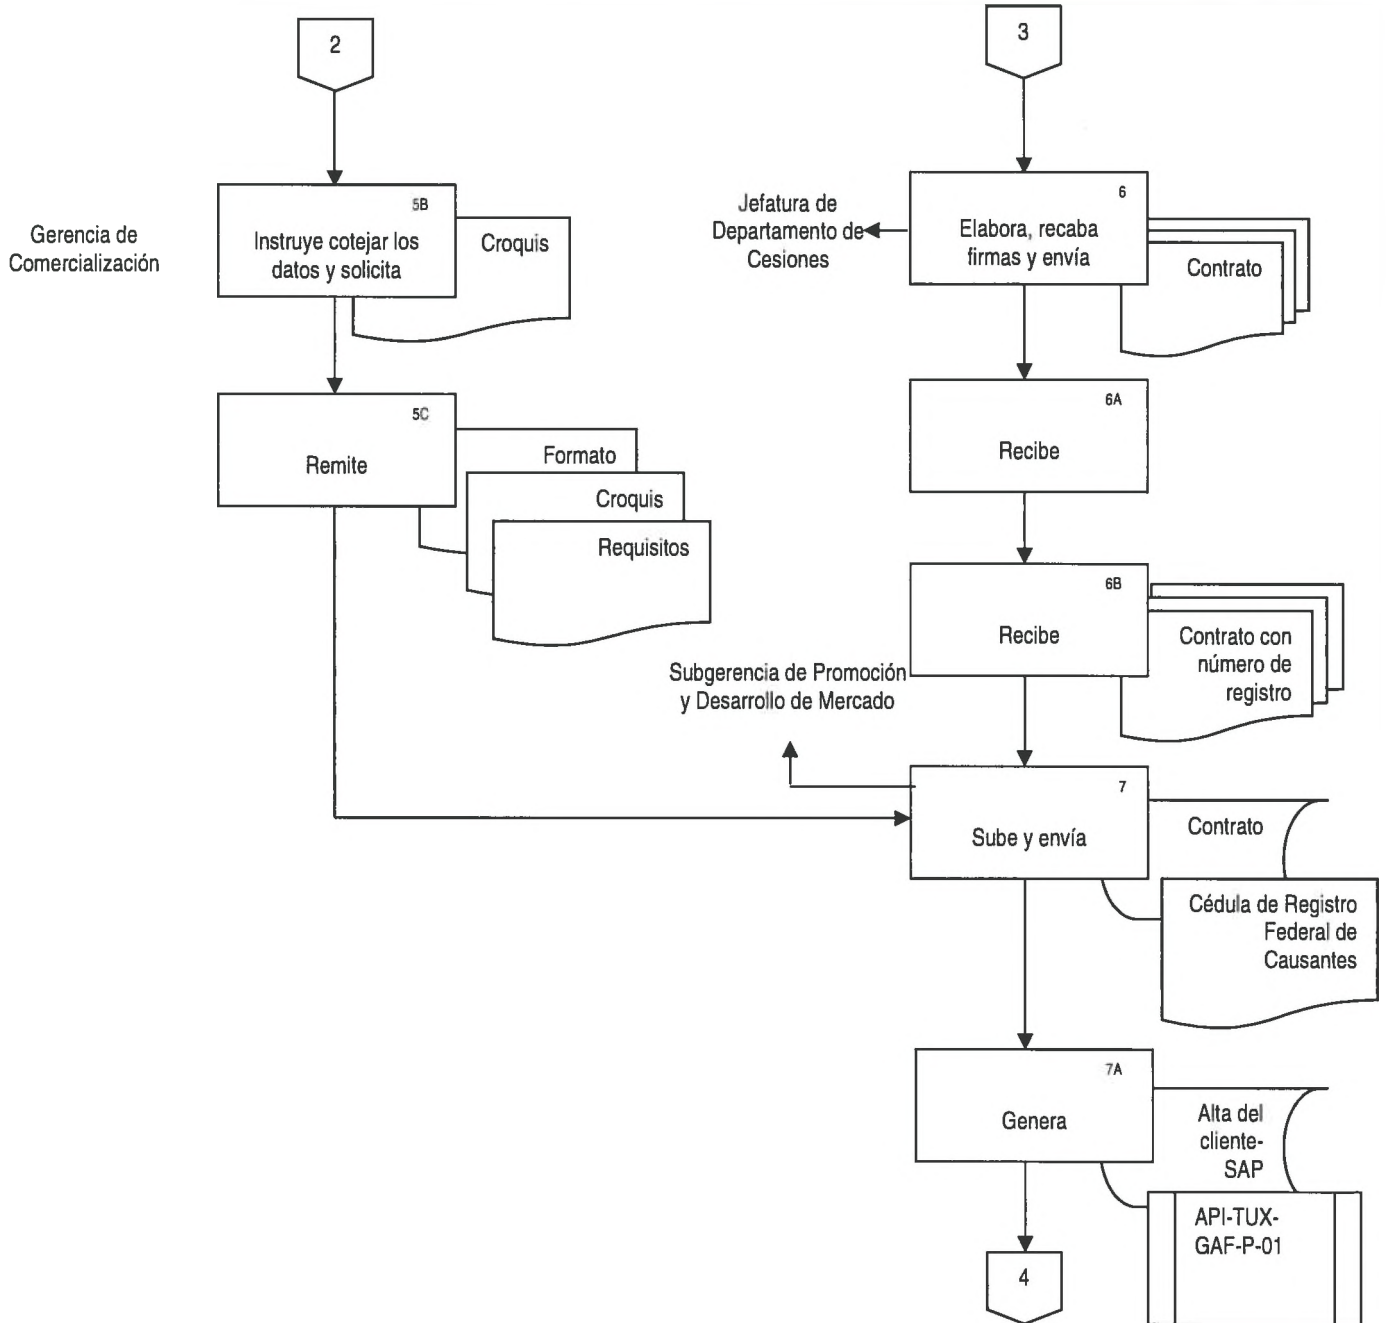 2
3
5B
Instruye cotejar los
datos y solicita
Croquis
Gerencia de
Comercialización
Jefatura de
Departamento de
Cesiones
6
Elabora, recaba
firmas y envía
Contrato
5C
Remite
Formato
Croquis
Requisitos
6A
Recibe
6B
Recibe
Contrato con
número de
registro
Subgerencia de Promoción
y Desarrollo de Mercado
7
Sube y envía
Contrato
Cédula de Registro
Federal de
Causantes
7A
Genera
Alta del
cliente-
SAP
API-TUX-
GAF-P-01
4